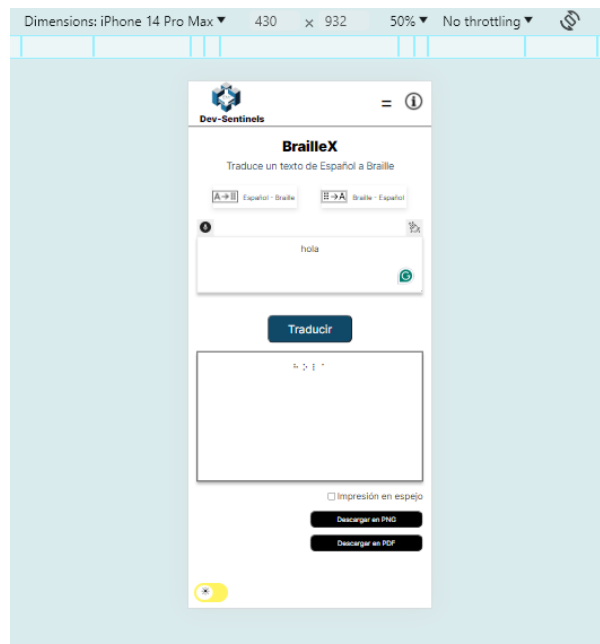 Dimensions: iPhone 14 Pro Max ▼ 430 × 932 50% ▼ No throttling ▼
Dev-Sentinels
=
BrailleX
Traduce un texto de Español a Braille
A→⠿ Español - Braille ⠿→A Braille - Español
hola
G
Traducir
⠓⠕⠇⠁
Impresión en espejo
Descargar en PNG
Descargar en PDF